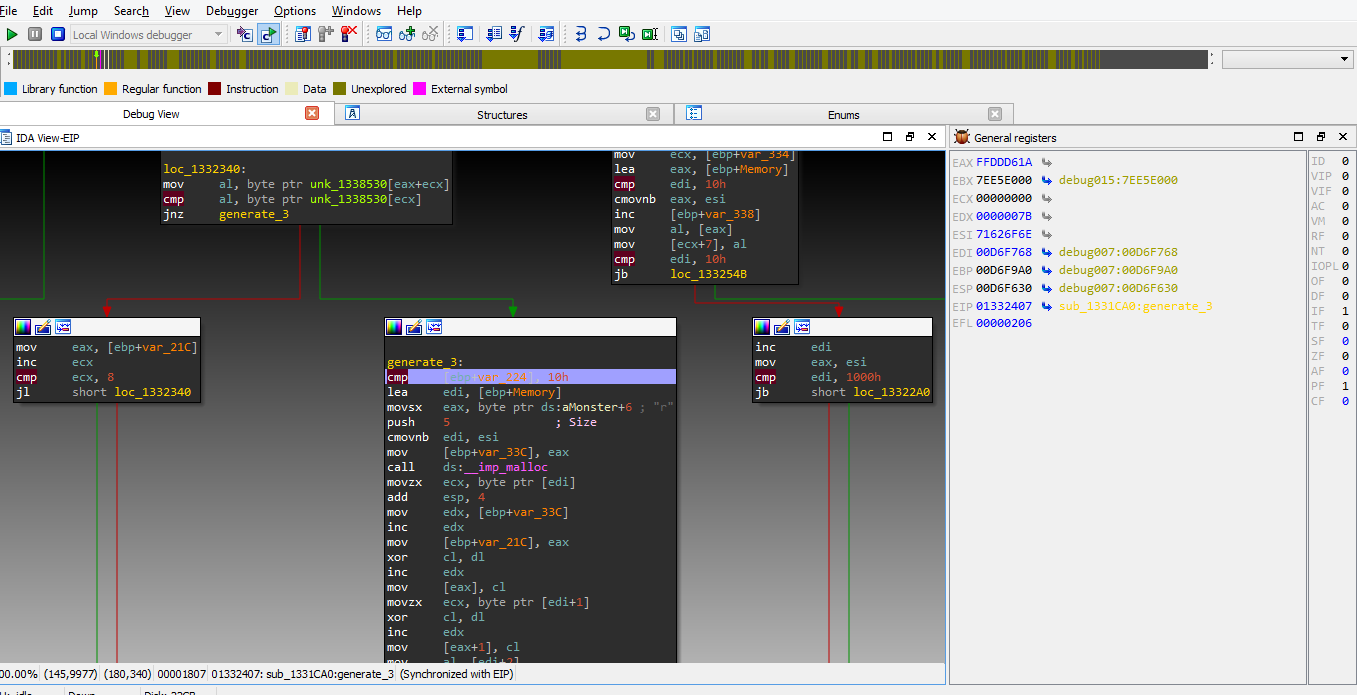 File Edit Jump Search View Debugger Options Windows Help
Local Windows debugger
Library function Regular function Instruction Data Unexplored External symbol
Debug View Structures Enums
IDA View-EIP
loc_1332340:
mov al, byte ptr unk_1338530[eax+ecx]
cmp al, byte ptr unk_1338530[ecx]
jnz generate_3
mov ecx, [ebp+var_334]
lea eax, [ebp+Memory]
cmp edi, 10h
cmovnb eax, esi
inc [ebp+var_338]
mov al, [eax]
mov [ecx+7], al
cmp edi, 10h
jb loc_133254B
mov eax, [ebp+var_21C]
inc ecx
cmp ecx, 8
jl short loc_1332340
generate_3:
cmp [ebp+var_224], 10h
lea edi, [ebp+Memory]
movsx eax, byte ptr ds:aMonster+6 ; "r"
push 5 ; Size
cmovnb edi, esi
mov [ebp+var_33C], eax
call ds:__imp_malloc
movzx ecx, byte ptr [edi]
add esp, 4
mov edx, [ebp+var_33C]
inc edx
mov [ebp+var_21C], eax
xor cl, dl
inc edx
mov [eax], cl
movzx ecx, byte ptr [edi+1]
xor cl, dl
inc edx
mov [eax+1], cl
mov al, [edi+2]
inc edi
mov eax, esi
cmp edi, 1000h
jb short loc_13322A0
00.00% (145,9977) (180,340) 00001807 01332407: sub_1331CA0:generate_3 (Synchronized with EIP)
General registers
EAX FFDDD61A
EBX 7EE5E000 debug015:7EE5E000
ECX 00000000
EDX 0000007B
ESI 71626F6E
EDI 00D6F768 debug007:00D6F768
EBP 00D6F9A0 debug007:00D6F9A0
ESP 00D6F630 debug007:00D6F630
EIP 01332407 sub_1331CA0:generate_3
EFL 00000206
ID 0
VIP 0
VIF 0
AC 0
VM 0
RF 0
NT 0
IOPL 0
OF 0
DF 0
IF 1
TF 0
SF 0
ZF 0
AF 0
PF 1
CF 0